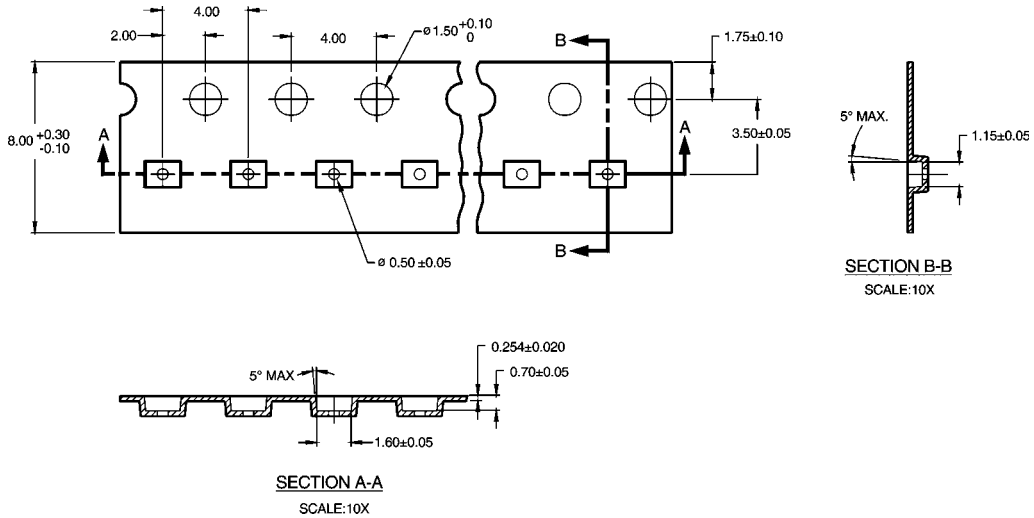 4.00
2.00
4.00
ø1.50 +0.10
0
B
1.75±0.10
8.00 +0.30
-0.10
A
3.50±0.05
A
5° MAX.
1.15±0.05
B
ø 0.50 ±0.05
SECTION B-B
SCALE:10X
5° MAX
0.254±0.020
0.70±0.05
1.60±0.05
SECTION A-A
SCALE:10X